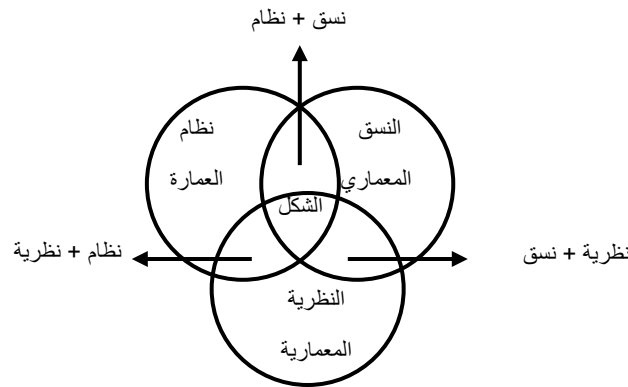 نسق + نظام
النسق
المعماري
نظام
العمارة
الشكل
نظرية + نسق
نظام + نظرية
النظرية
المعمارية